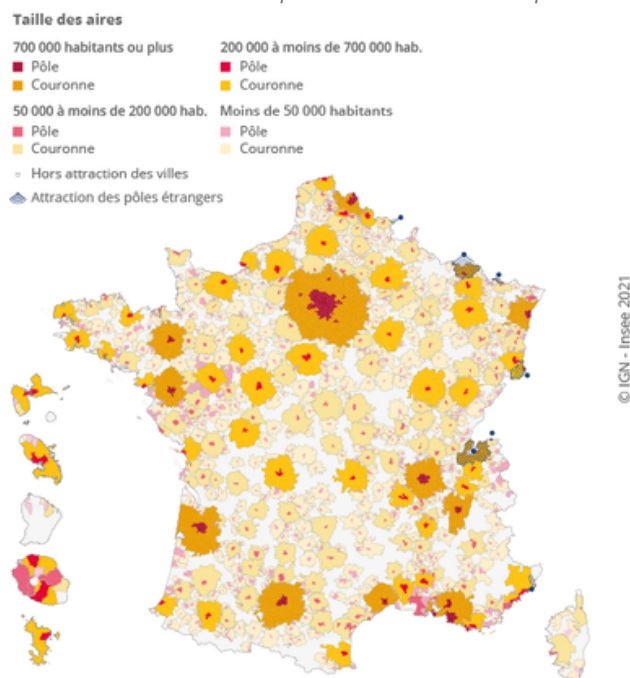 Taille des aires
700 000 habitants ou plus
Pôle
Couronne
200 000 à moins de 700 000 hab.
Pôle
Couronne
50 000 à moins de 200 000 hab.
Pôle
Couronne
Moins de 50 000 habitants
Pôle
Couronne
Hors attraction des villes
Attraction des pôles étrangers
© IGN - Insee 2021